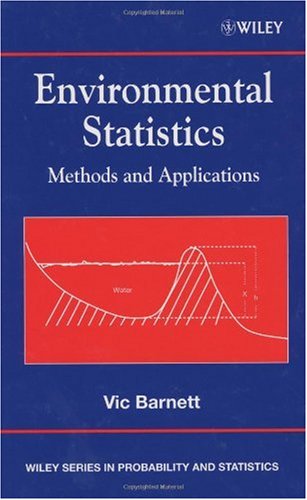 WILEY
Environmental
Statistics
Methods and Applications
Water
X
h
Vic Barnett
WILEY SERIES IN PROBABILITY AND STATISTICS